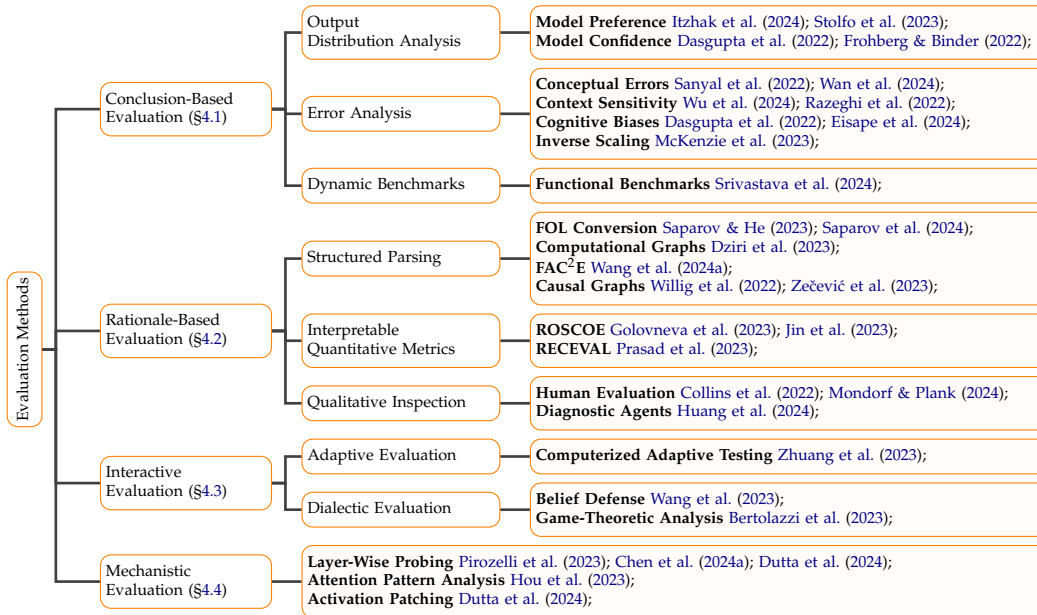 Evaluation Methods
Conclusion-Based
Evaluation (§4.1)
Output
Distribution Analysis
Model Preference Itzhak et al. (2024); Stolfo et al. (2023);
Model Confidence Dasgupta et al. (2022); Frohberg & Binder (2022);
Error Analysis
Conceptual Errors Sanyal et al. (2022); Wan et al. (2024);
Context Sensitivity Wu et al. (2024); Razeghi et al. (2022);
Cognitive Biases Dasgupta et al. (2022); Eisape et al. (2024);
Inverse Scaling McKenzie et al. (2023);
Dynamic Benchmarks
Functional Benchmarks Srivastava et al. (2024);
Rationale-Based
Evaluation (§4.2)
Structured Parsing
FOL Conversion Saparov & He (2023); Saparov et al. (2024);
Computational Graphs Dziri et al. (2023);
FAC²E Wang et al. (2024a);
Causal Graphs Willig et al. (2022); Zečević et al. (2023);
Interpretable
Quantitative Metrics
ROSCOE Golovneva et al. (2023); Jin et al. (2023);
RECEVAL Prasad et al. (2023);
Qualitative Inspection
Human Evaluation Collins et al. (2022); Mondorf & Plank (2024);
Diagnostic Agents Huang et al. (2024);
Interactive
Evaluation (§4.3)
Adaptive Evaluation
Computerized Adaptive Testing Zhuang et al. (2023);
Dialectic Evaluation
Belief Defense Wang et al. (2023);
Game-Theoretic Analysis Bertolazzi et al. (2023);
Mechanistic
Evaluation (§4.4)
Layer-Wise Probing Pirozelli et al. (2023); Chen et al. (2024a); Dutta et al. (2024);
Attention Pattern Analysis Hou et al. (2023);
Activation Patching Dutta et al. (2024);